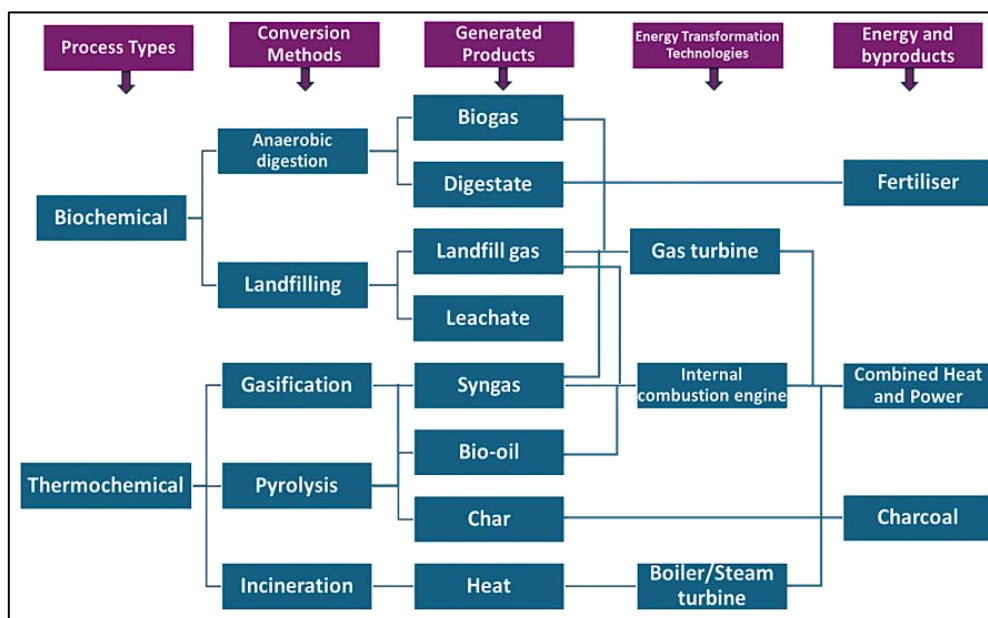 Process Types
Conversion
Methods
Generated
Products
Energy Transformation
Technologies
Energy and
byproducts
Biochemical
Thermochemical
Anaerobic
digestion
Landfilling
Gasification
Pyrolysis
Incineration
Biogas
Digestate
Landfill gas
Leachate
Syngas
Bio-oil
Char
Heat
Gas turbine
Internal
combustion engine
Boiler/Steam
turbine
Fertiliser
Combined Heat
and Power
Charcoal